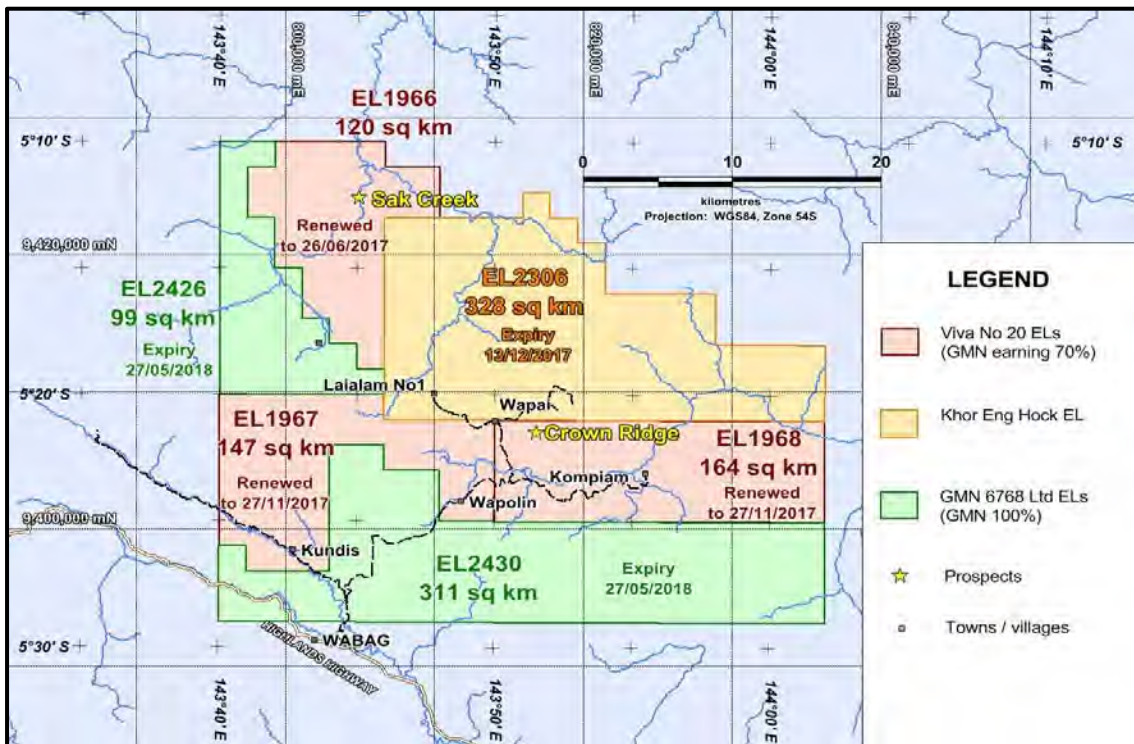 143°40' E
800,000 mE
143°50' E
820,000 mE
144°00' E
840,000 mE
144°10' E
EL1966
120 sq km
5°10' S
5°10' S
0 10 20
kilometres
Projection: WGS84, Zone 54S
Sak Creek
Renewed
to 26/06/2017
9,420,000 mN
EL2426
99 sq km
Expiry
27/05/2018
EL2306
328 sq km
Expiry
13/12/2017
LEGEND
Viva No 20 ELs
(GMN earning 70%)
Khor Eng Hock EL
GMN 6768 Ltd ELs
(GMN 100%)
Prospects
Towns / villages
5°20' S
Laialam No1
Wapai
EL1967
147 sq km
Renewed
to 27/11/2017
Crown Ridge
EL1968
164 sq km
Renewed
to 27/11/2017
Kompiam
Wapolin
9,400,000 mN
Kundis
EL2430
311 sq km
Expiry
27/05/2018
5°30' S
WABAG
HIGHLANDS HIGHWAY
143°40' E
143°50' E
144°00' E